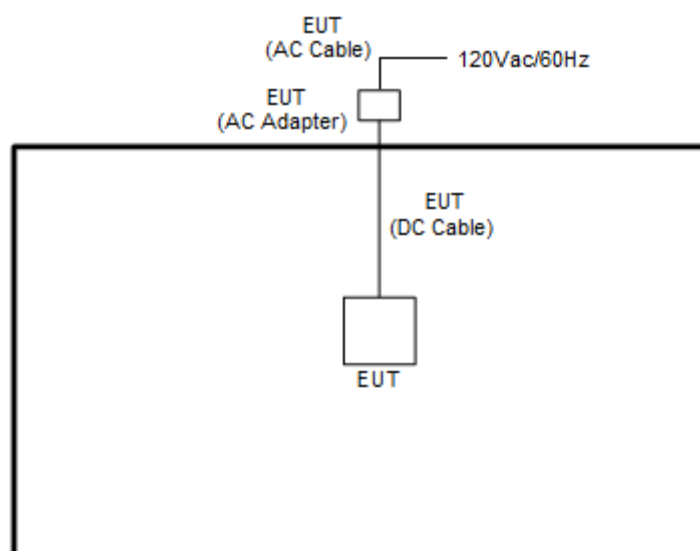 EUT
(AC Cable)
120Vac/60Hz
EUT
(AC Adapter)
EUT
(DC Cable)
EUT